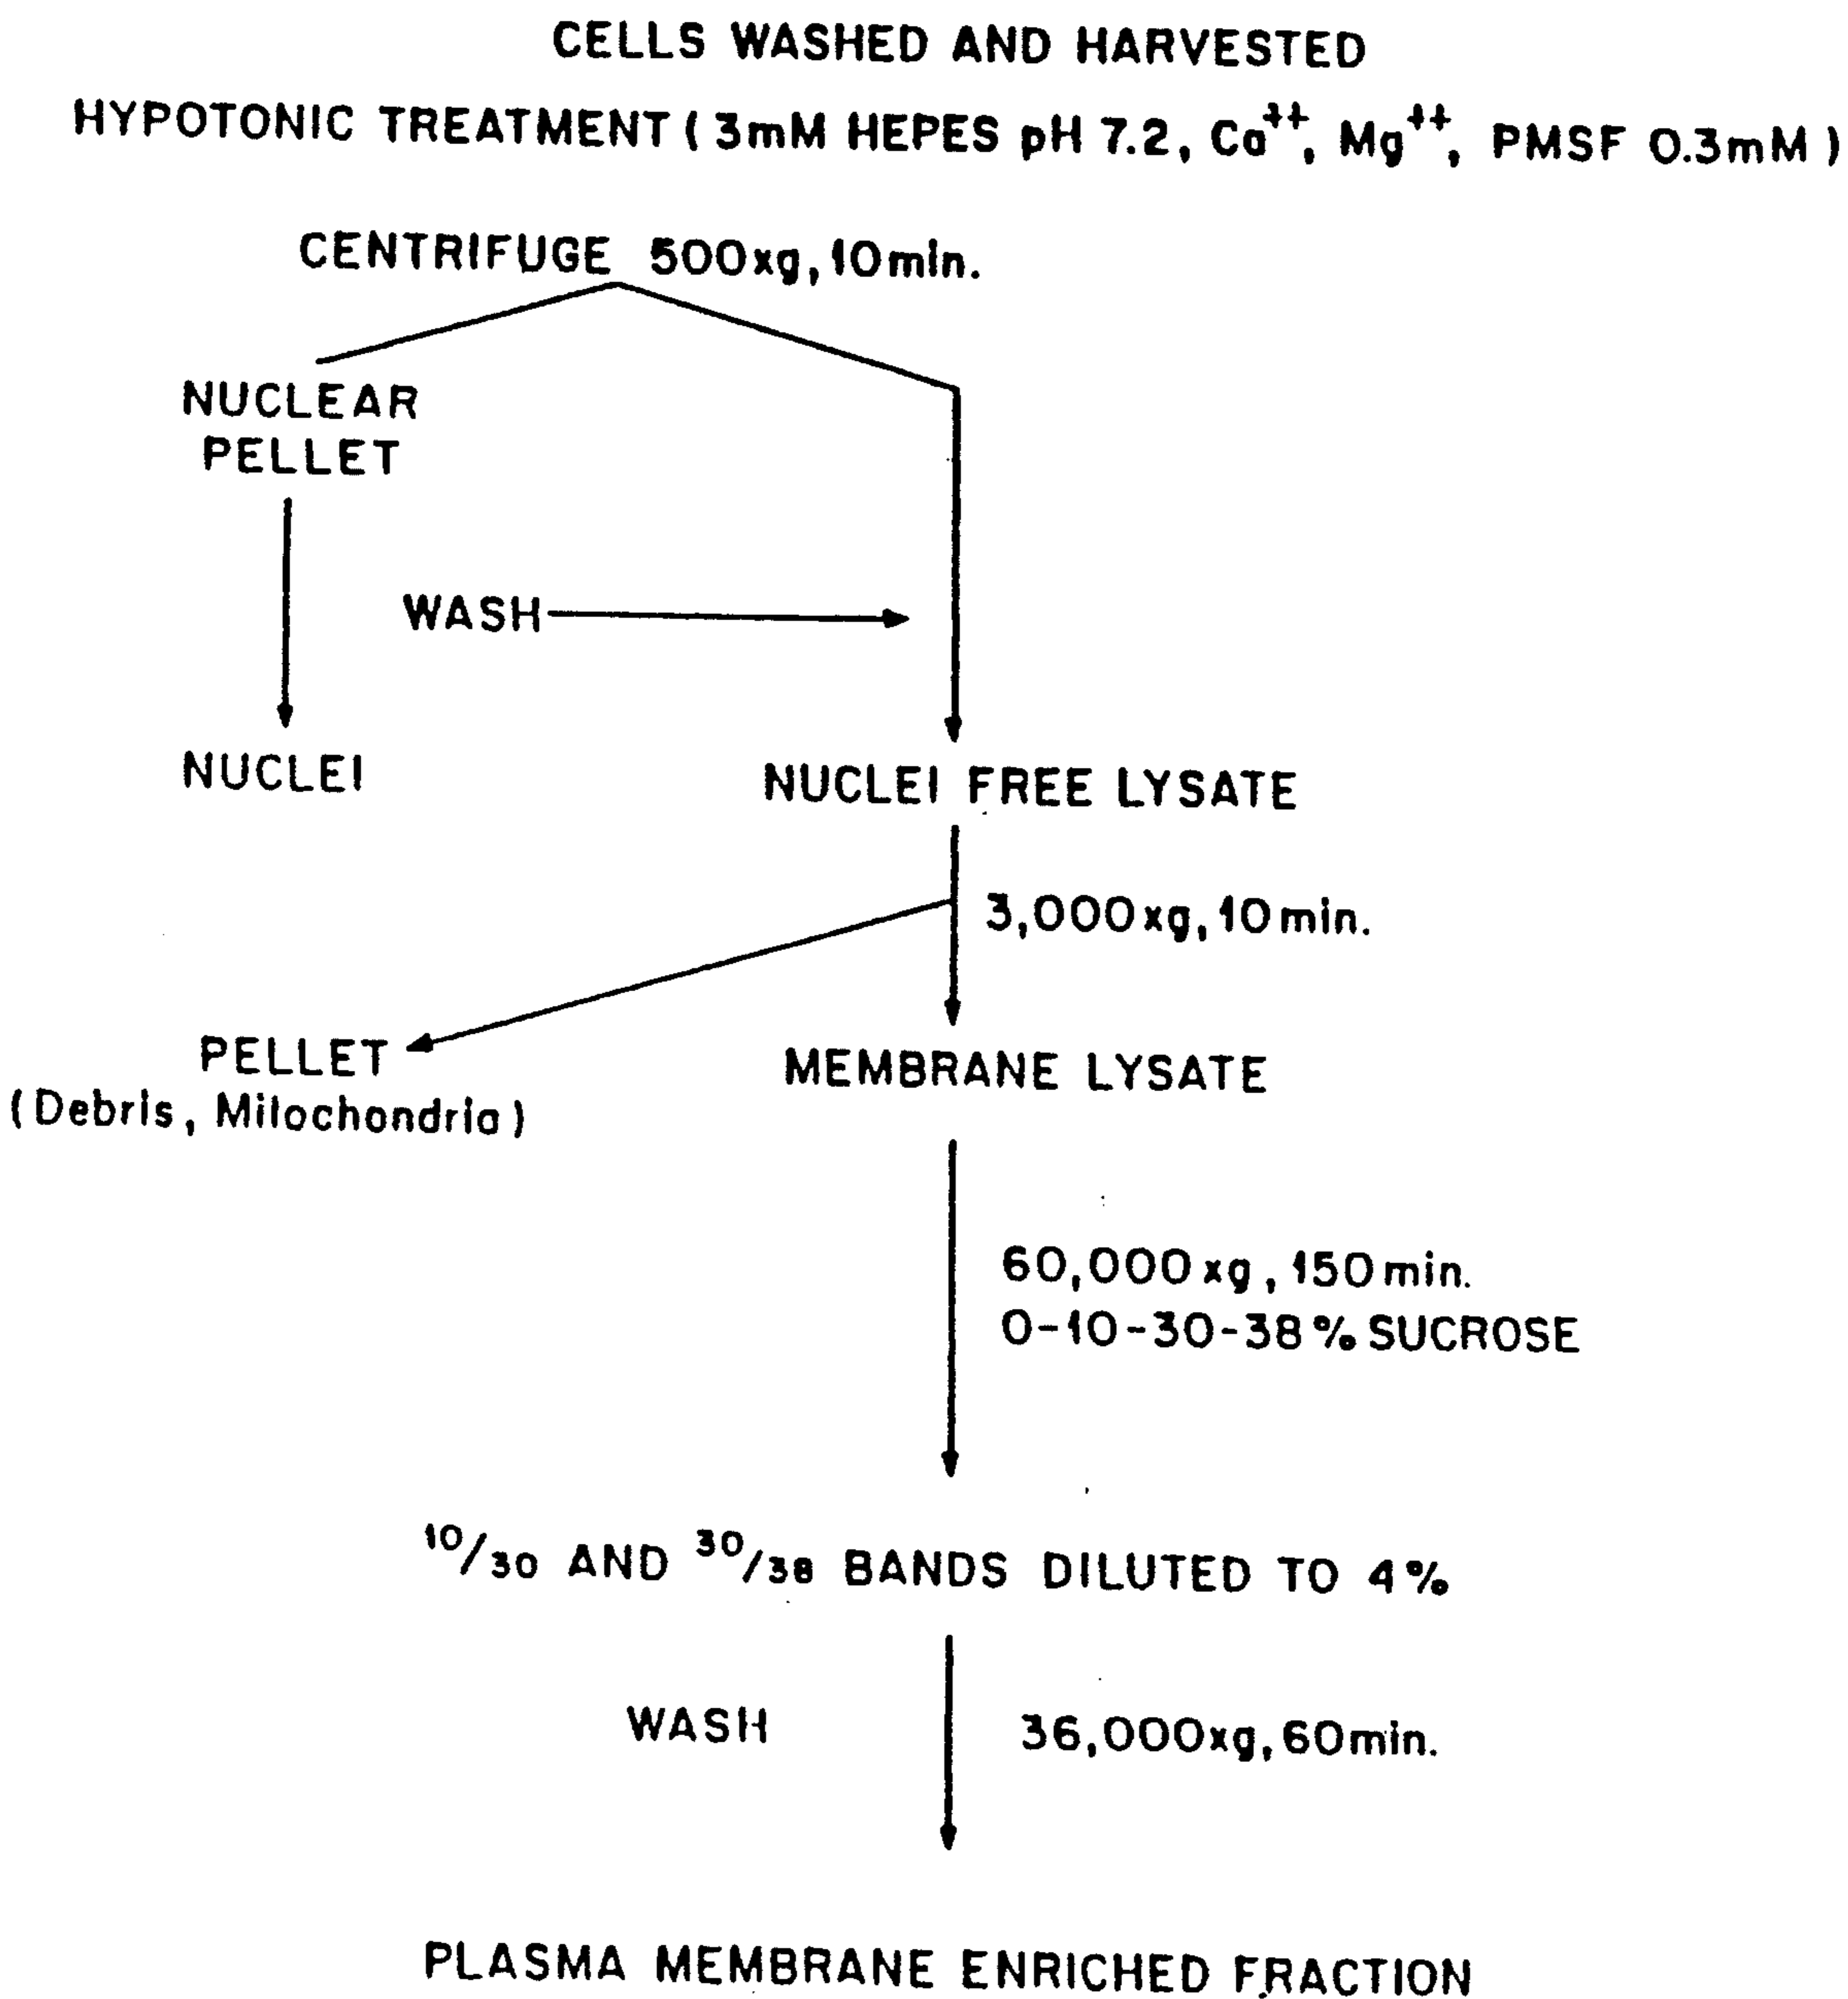 CELLS WASHED AND HARVESTED
HYPOTONIC TREATMENT ( 3mM HEPES pH 7.2, Ca++, Mg++, PMSF 0.3mM )
CENTRIFUGE 500xg, 10min.
NUCLEAR
PELLET
WASH
NUCLEI
NUCLEI FREE LYSATE
3,000xg, 10min.
PELLET
(Debris, Mitochondria)
MEMBRANE LYSATE
60,000xg, 150min.
0-10-30-38% SUCROSE
10/30 AND 30/38 BANDS DILUTED TO 4%
WASH
36,000xg, 60min.
PLASMA MEMBRANE ENRICHED FRACTION